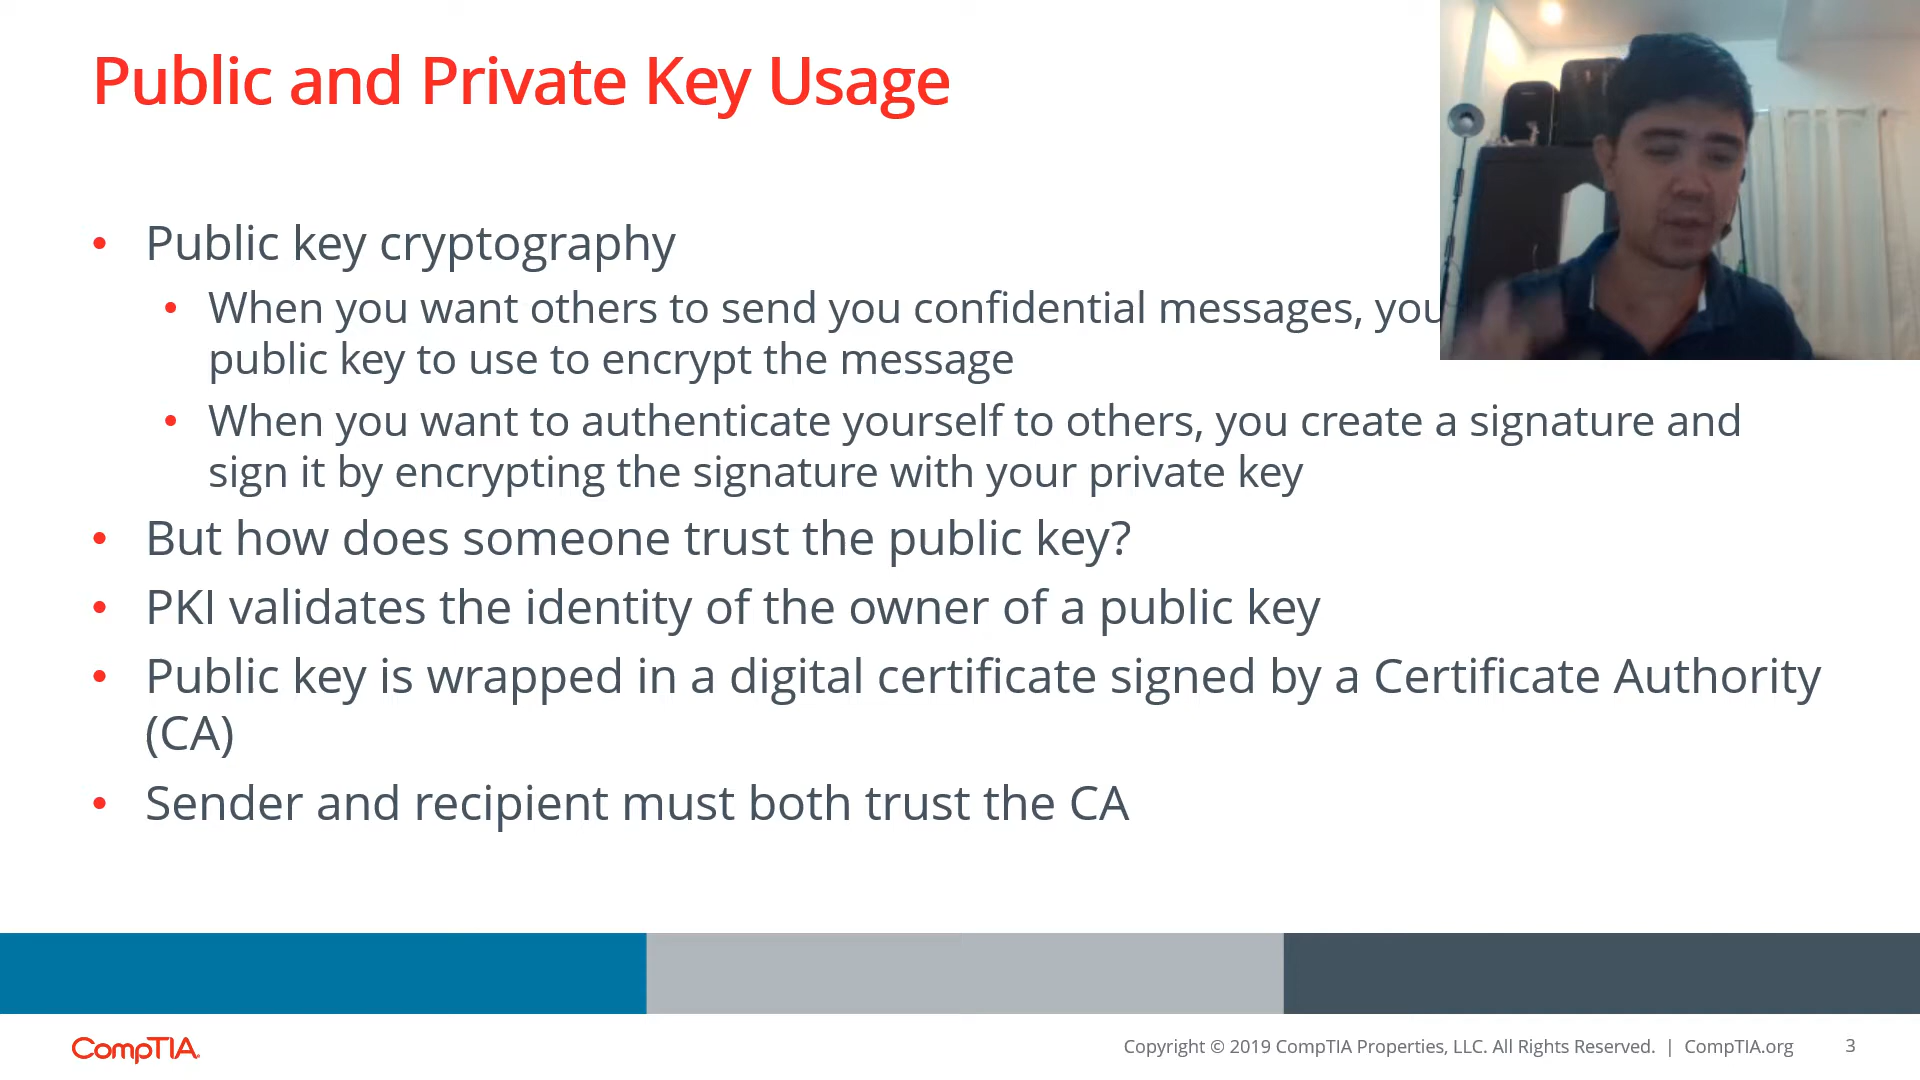 Public and Private Key Usage
• Public key cryptography
• When you want others to send you confidential messages, you
public key to use to encrypt the message
• When you want to authenticate yourself to others, you create a signature and
sign it by encrypting the signature with your private key
• But how does someone trust the public key?
• PKI validates the identity of the owner of a public key
• Public key is wrapped in a digital certificate signed by a Certificate Authority
(CA)
• Sender and recipient must both trust the CA
CompTIA
Copyright © 2019 CompTIA Properties, LLC. All Rights Reserved. | CompTIA.org 3